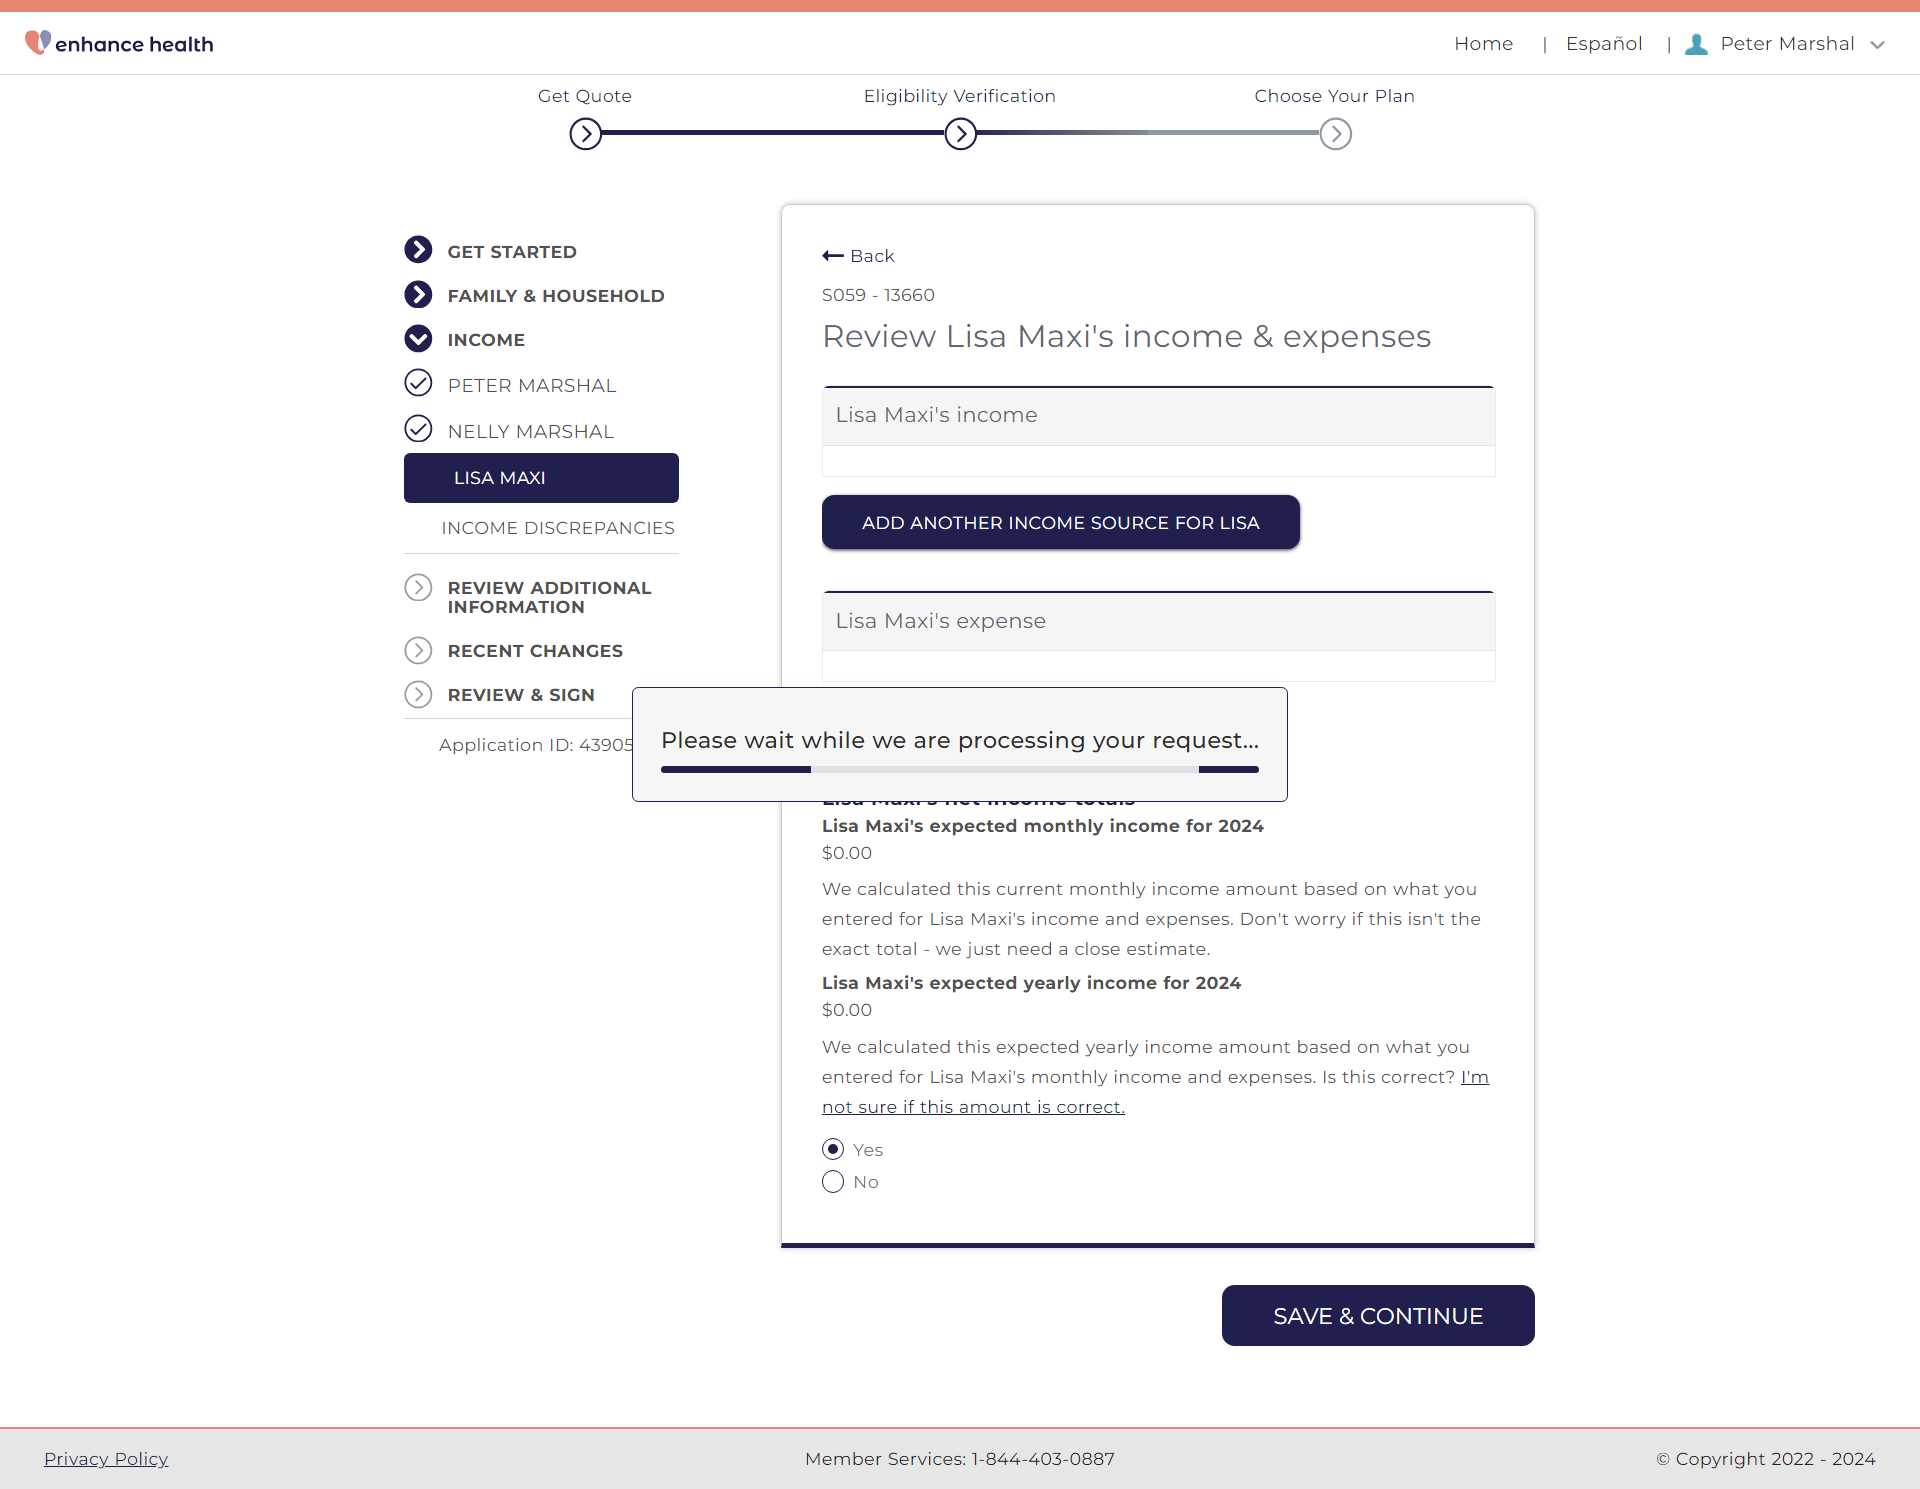 enhance health
Home | Español | Peter Marshal
Get Quote
Eligibility Verification
Choose Your Plan
GET STARTED
FAMILY & HOUSEHOLD
INCOME
PETER MARSHAL
NELLY MARSHAL
LISA MAXI
INCOME DISCREPANCIES
REVIEW ADDITIONAL
INFORMATION
RECENT CHANGES
REVIEW & SIGN
Application ID: 43905
Back
S059 - 13660
Review Lisa Maxi's income & expenses
Lisa Maxi's income
ADD ANOTHER INCOME SOURCE FOR LISA
Lisa Maxi's expense
Please wait while we are processing your request...
Lisa Maxi's net income totals
Lisa Maxi's expected monthly income for 2024
$0.00
We calculated this current monthly income amount based on what you
entered for Lisa Maxi's income and expenses. Don't worry if this isn't the
exact total - we just need a close estimate.
Lisa Maxi's expected yearly income for 2024
$0.00
We calculated this expected yearly income amount based on what you
entered for Lisa Maxi's monthly income and expenses. Is this correct? I'm
not sure if this amount is correct.
Yes
No
SAVE & CONTINUE
Privacy Policy
Member Services: 1-844-403-0887
© Copyright 2022 - 2024